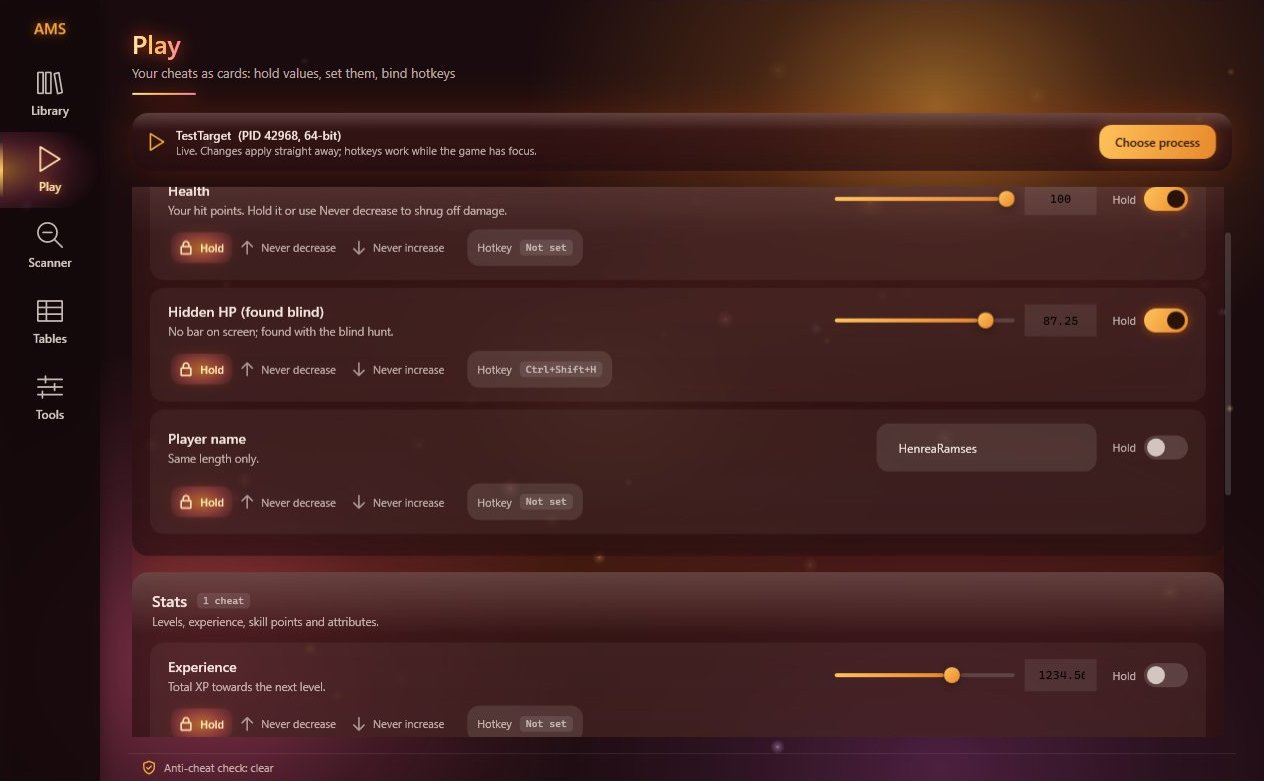 AMS
Library
Play
Scanner
Tables
Tools
Play
Your cheats as cards: hold values, set them, bind hotkeys
TestTarget (PID 42968, 64-bit)
Live. Changes apply straight away; hotkeys work while the game has focus.
Choose process
Health
Your hit points. Hold it or use Never decrease to shrug off damage.
100
Hold
Hold Never decrease Never increase Hotkey Not set
Hidden HP (found blind)
No bar on screen; found with the blind hunt.
87.25
Hold
Hold Never decrease Never increase Hotkey Ctrl+Shift+H
Player name
Same length only.
HenreaRamses
Hold
Hold Never decrease Never increase Hotkey Not set
Stats 1 cheat
Levels, experience, skill points and attributes.
Experience
Total XP towards the next level.
Hold
Hold Never decrease Never increase Hotkey Not set
Anti-cheat check: clear